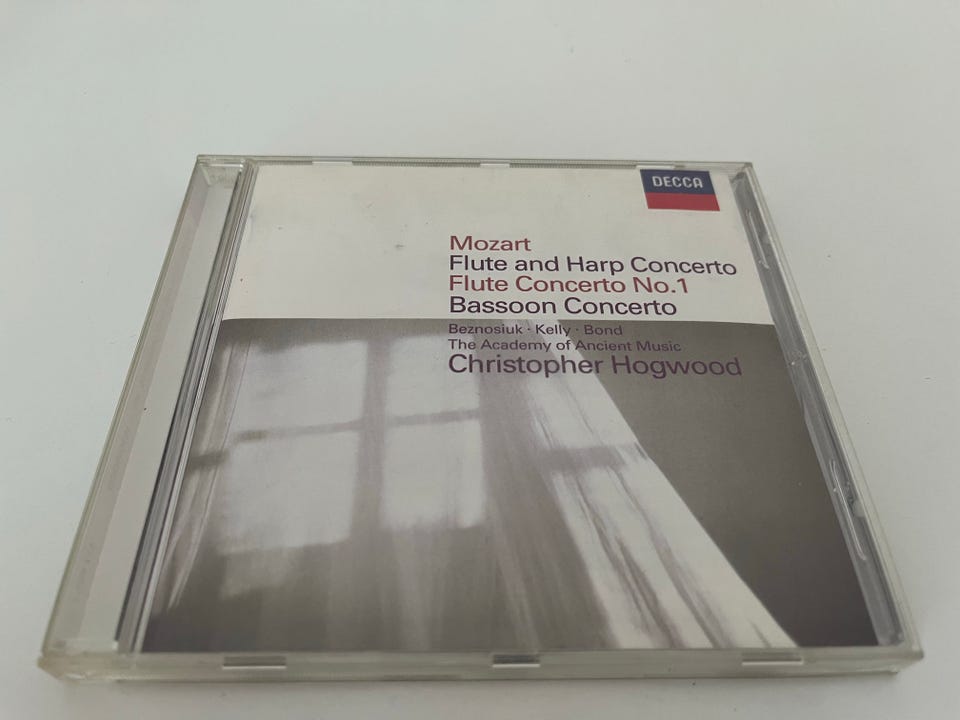 DECCA
Mozart
Flute and Harp Concerto
Flute Concerto No.1
Bassoon Concerto
Beznosiuk · Kelly · Bond
The Academy of Ancient Music
Christopher Hogwood